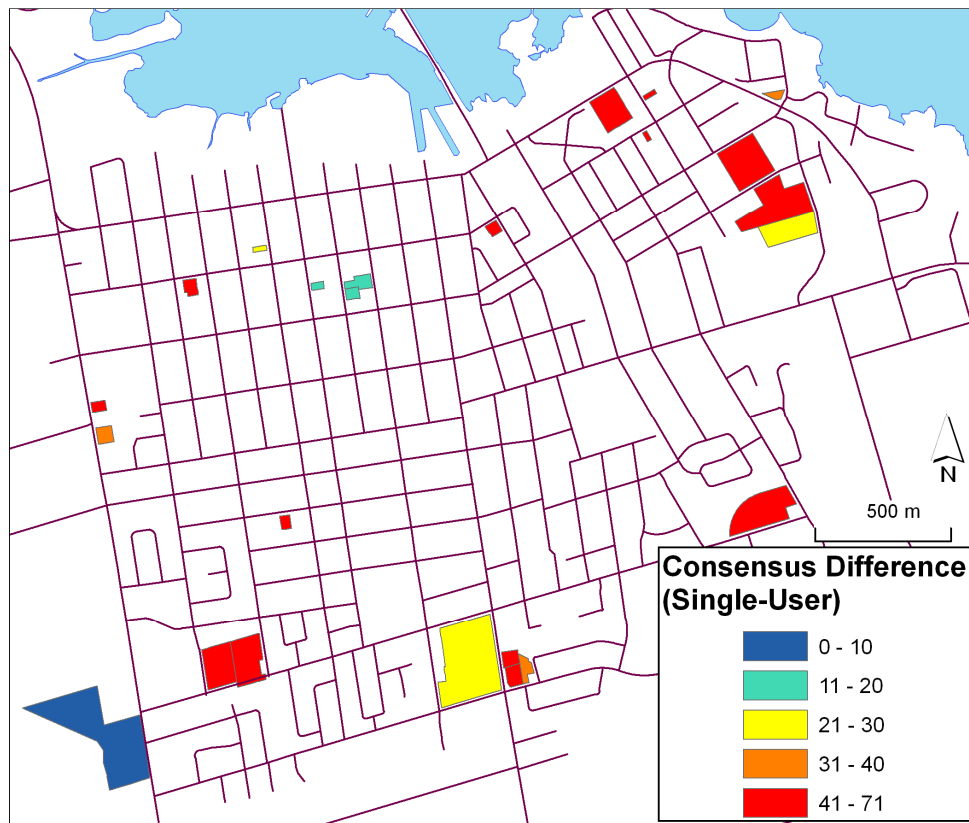 N
500 m
Consensus Difference
(Single-User)
0 - 10
11 - 20
21 - 30
31 - 40
41 - 71